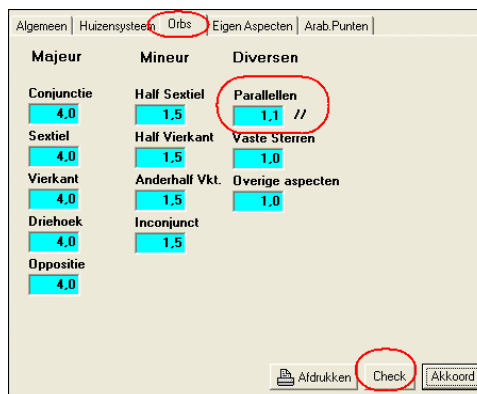 Algemeen Huizensysteem Orbs Eigen Aspecten Arab.Punten
Majeur Mineur Diversen
Conjunctie Half Sextiel Parallellen
4,0 1,5 1,1 //
Sextiel Half Vierkant Vaste Sterren
4,0 1,5 1,0
Vierkant Anderhalf Vkt. Overige aspecten
4,0 1,5 1,0
Driehoek Inconjunct
4,0 1,5
Oppositie
4,0
Afdrukken Check Akkoord